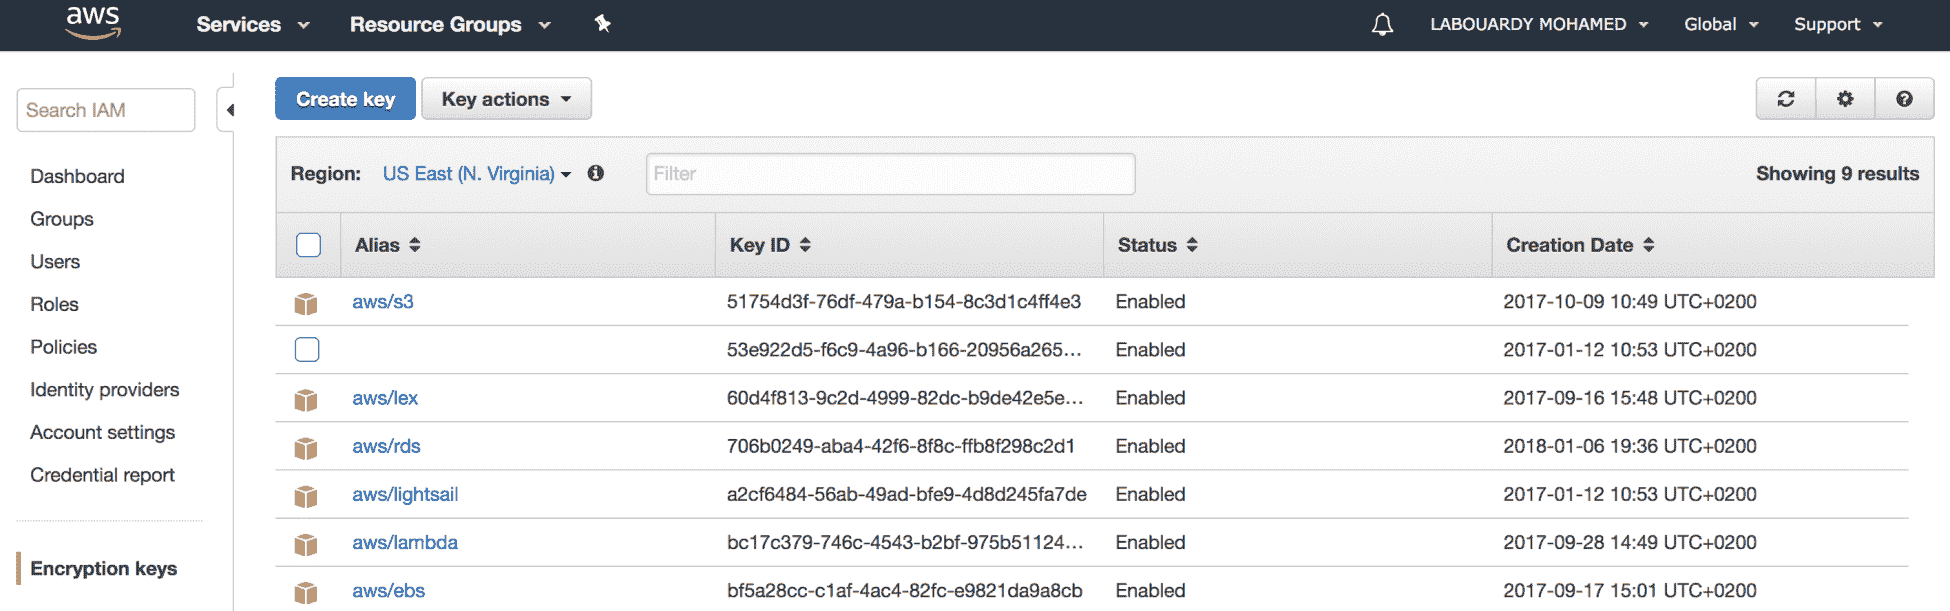 aws Services Resource Groups LABOUARDY MOHAMED Global Support
Search IAM
Dashboard
Groups
Users
Roles
Policies
Identity providers
Account settings
Credential report
Encryption keys
Create key Key actions
Region: US East (N. Virginia) Filter Showing 9 results
Alias Key ID Status Creation Date
aws/s3 51754d3f-76df-479a-b154-8c3d1c4ff4e3 Enabled 2017-10-09 10:49 UTC+0200
53e922d5-f6c9-4a96-b166-20956a265... Enabled 2017-01-12 10:53 UTC+0200
aws/lex 60d4f813-9c2d-4999-82dc-b9de42e5e... Enabled 2017-09-16 15:48 UTC+0200
aws/rds 706b0249-aba4-42f6-8f8c-ffb8f298c2d1 Enabled 2018-01-06 19:36 UTC+0200
aws/lightsail a2cf6484-56ab-49ad-bfe9-4d8d245fa7de Enabled 2017-01-12 10:53 UTC+0200
aws/lambda bc17c379-746c-4543-b2bf-975b51124... Enabled 2017-09-28 14:49 UTC+0200
aws/ebs bf5a28cc-c1af-4ac4-82fc-e9821da9a8cb Enabled 2017-09-17 15:01 UTC+0200